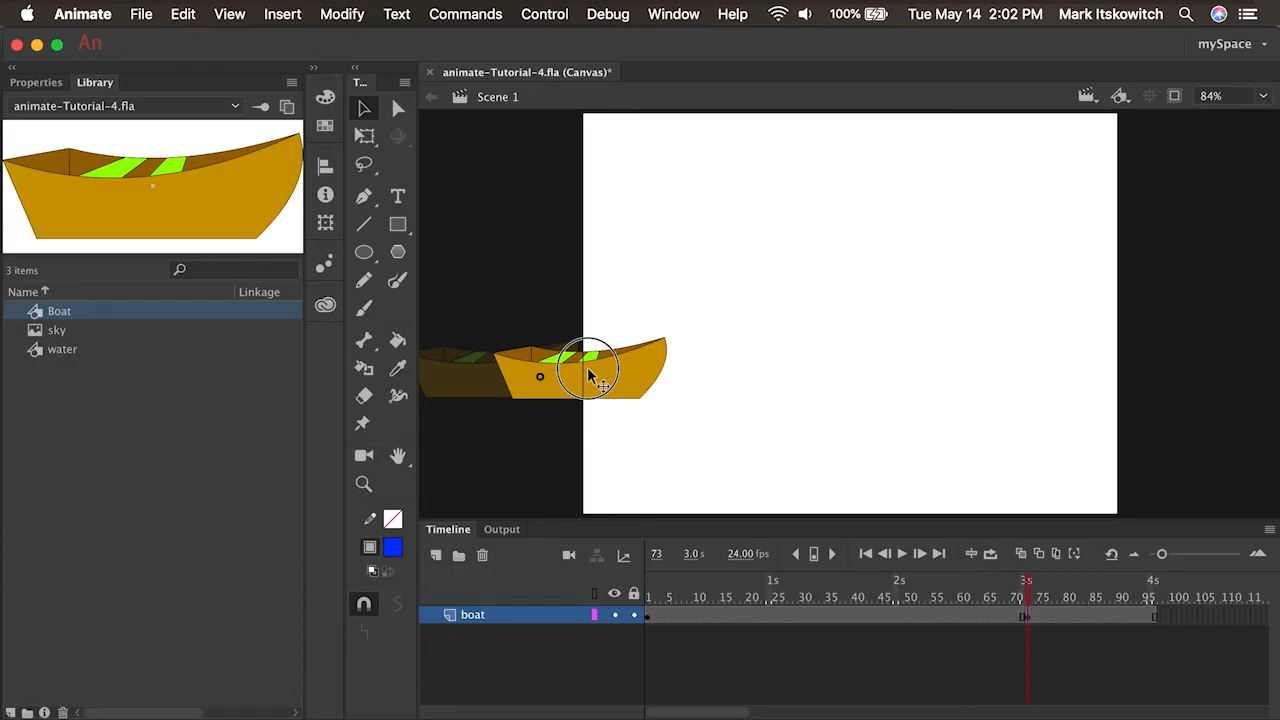 Animate File Edit View Insert Modify Text Commands Control Debug Window Help 100% Tue May 14 2:02 PM Mark Itskowitch
An mySpace
Properties Library T... animate-Tutorial-4.fla (Canvas)*
animate-Tutorial-4.fla Scene 1 84%
T
3 items
Name Linkage
Boat
sky
water
Timeline Output
73 3.0 s 24.00 fps
1s 2s 3s 4s
1 5 10 15 20 25 30 35 40 45 50 55 60 65 70 75 80 85 90 95 100 105 110 11
boat